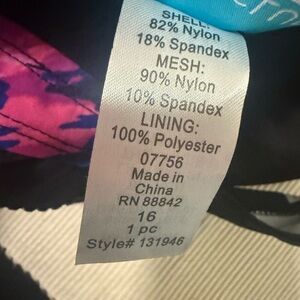 SHELL:
82% Nylon
18% Spandex
MESH:
90% Nylon
10% Spandex
LINING:
100% Polyester
07756
Made in
China
RN 88842
16
1 pc
Style# 131946